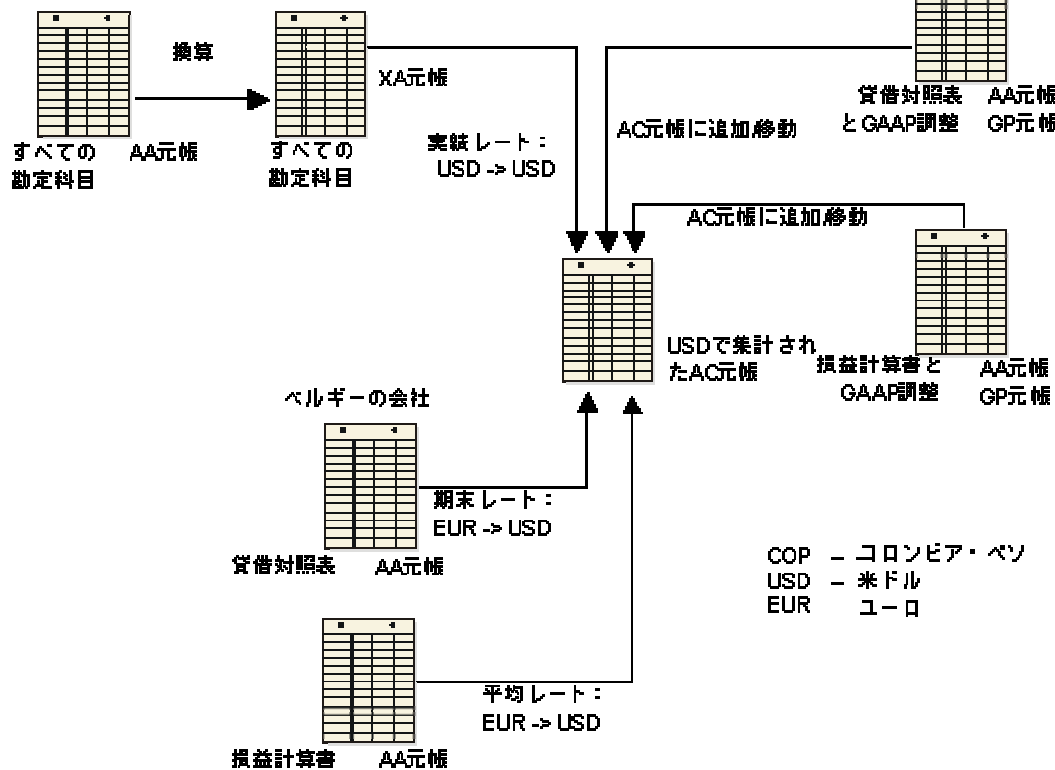 換算
XA元帳
すべての
勘定科目
AA元帳
すべての
勘定科目
実績レート：
USD -> USD
AC元帳に追加/移動
貸借対照表
とGAAP調整
AA元帳
GP元帳
AC元帳に追加/移動
USDで集計され
たAC元帳
損益計算書と
GAAP調整
AA元帳
GP元帳
ベルギーの会社
期末レート：
EUR -> USD
貸借対照表
AA元帳
COP – コロンビア・ペソ
USD – 米ドル
EUR ユーロ
平均レート：
EUR -> USD
損益計算書
AA元帳